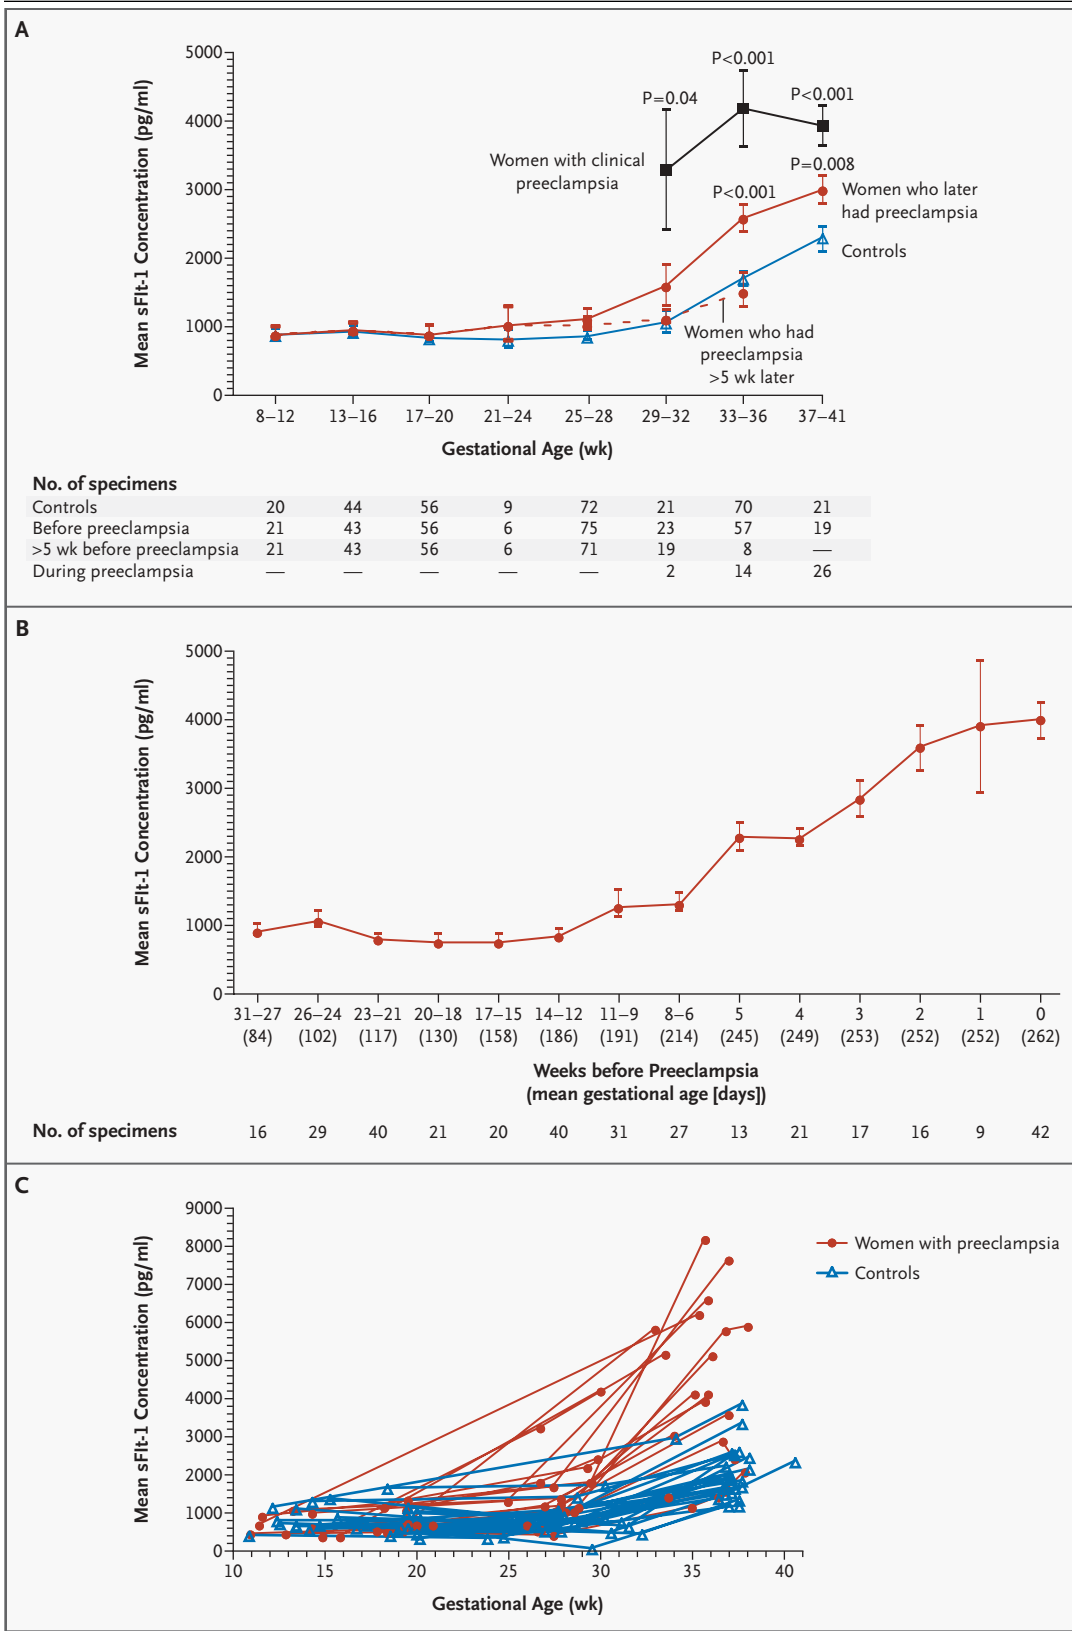 A
Mean sFlt-1 Concentration (pg/ml)
5000
4000
3000
2000
1000
0
P=0.04
P<0.001
P<0.001
P<0.001
P=0.008
Women with clinical
preeclampsia
Women who later
had preeclampsia
Controls
Women who had
preeclampsia
>5 wk later
8–12 13–16 17–20 21–24 25–28 29–32 33–36 37–41
Gestational Age (wk)
No. of specimens
Controls 20 44 56 9 72 21 70 21
Before preeclampsia 21 43 56 6 75 23 57 19
>5 wk before preeclampsia 21 43 56 6 71 19 8 —
During preeclampsia — — — — — 2 14 26
B
Mean sFlt-1 Concentration (pg/ml)
5000
4000
3000
2000
1000
0
31–27 26–24 23–21 20–18 17–15 14–12 11–9 8–6 5 4 3 2 1 0
(84) (102) (117) (130) (158) (186) (191) (214) (245) (249) (253) (252) (252) (262)
Weeks before Preeclampsia
(mean gestational age [days])
No. of specimens 16 29 40 21 20 40 31 27 13 21 17 16 9 42
C
Mean sFlt-1 Concentration (pg/ml)
9000
8000
7000
6000
5000
4000
3000
2000
1000
0
Women with preeclampsia
Controls
10 15 20 25 30 35 40
Gestational Age (wk)